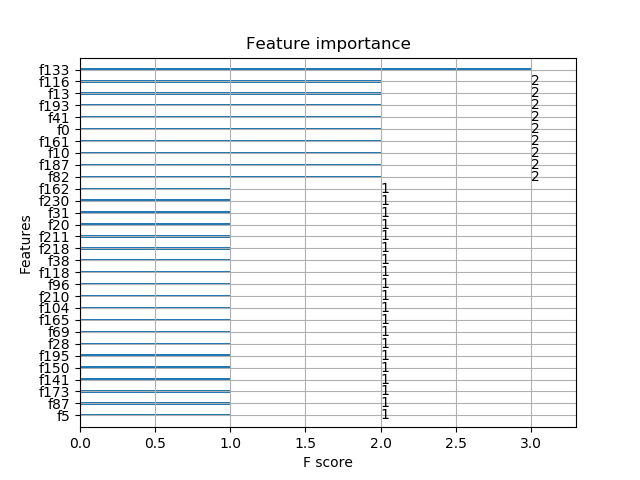 Feature importance
f133
f116 2
f13 2
f193 2
f41 2
f0 2
f161 2
f10 2
f187 2
f82 2
f162 1
f230 1
f31 1
f20 1
f211 1
f218 1
f38 1
f118 1
f96 1
f210 1
f104 1
f165 1
f69 1
f28 1
f195 1
f150 1
f141 1
f173 1
f87 1
f5 1
Features
0.0 0.5 1.0 1.5 2.0 2.5 3.0
F score